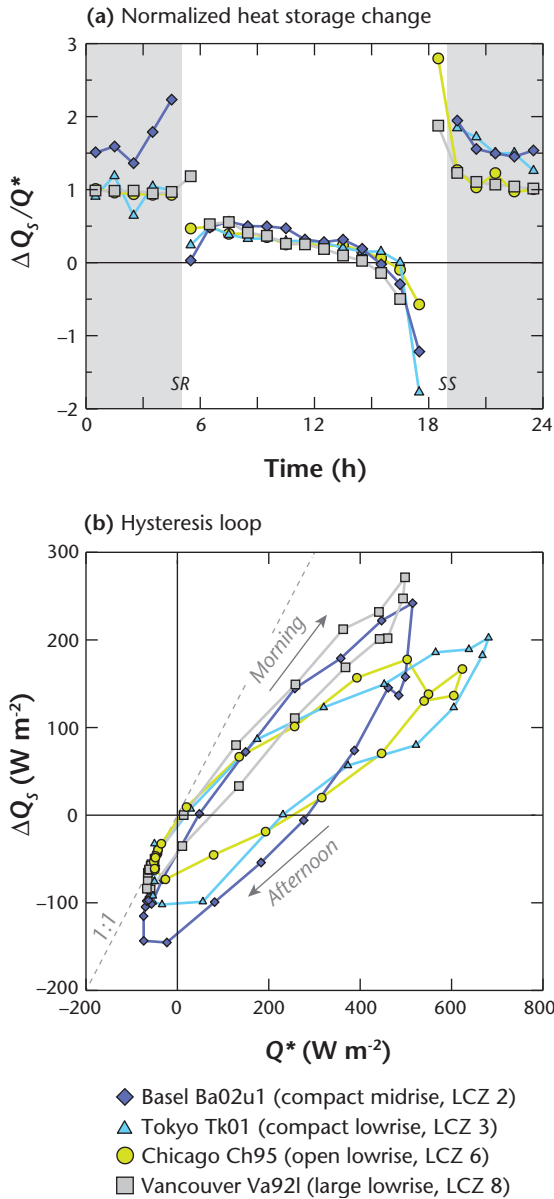 (a) Normalized heat storage change
3
2
1
0
−1
−2
ΔQs/Q*
SR
SS
0
6
12
18
24
Time (h)
(b) Hysteresis loop
300
200
100
0
−100
−200
ΔQs (W m-2)
Morning
Afternoon
1:1
−200
0
200
400
600
800
Q* (W m-2)
Basel Ba02u1 (compact midrise, LCZ 2)
Tokyo Tk01 (compact lowrise, LCZ 3)
Chicago Ch95 (open lowrise, LCZ 6)
Vancouver Va92l (large lowrise, LCZ 8)